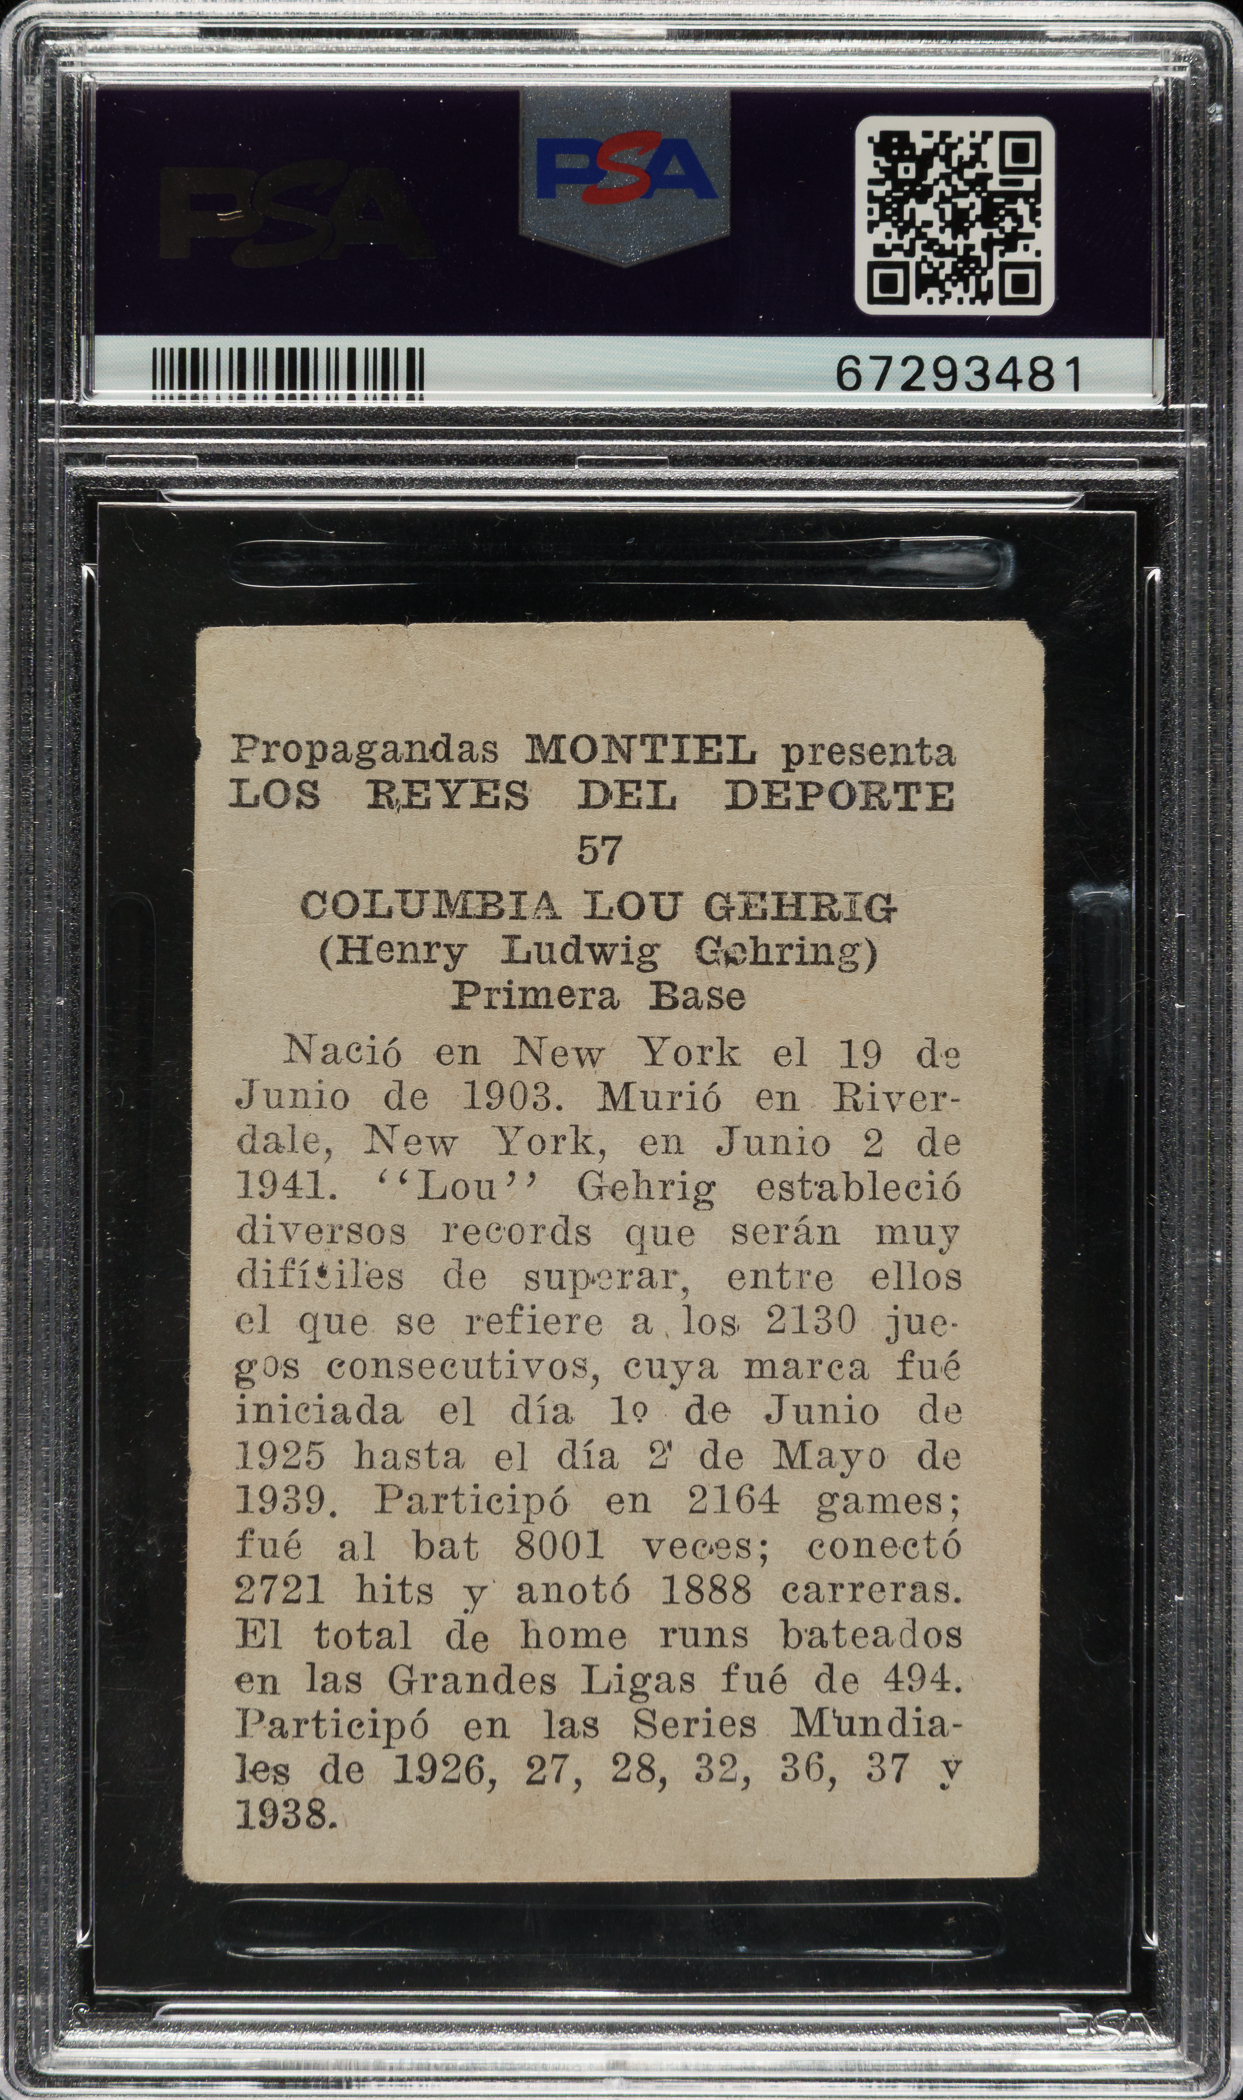 PSA
PSA
67293481
Propagandas MONTIEL presenta
LOS REYES DEL DEPORTE
57
COLUMBIA LOU GEHRIG
(Henry Ludwig Gehring)
Primera Base
Nació en New York el 19 de
Junio de 1903. Murió en River-
dale, New York, en Junio 2 de
1941. ‘‘Lou’’ Gehrig estableció
diversos records que serán muy
difíciles de superar, entre ellos
el que se refiere a los 2130 jue-
gos consecutivos, cuya marca fué
iniciada el día 1º de Junio de
1925 hasta el día 2 de Mayo de
1939. Participó en 2164 games;
fué al bat 8001 veces; conectó
2721 hits y anotó 1888 carreras.
El total de home runs bateados
en las Grandes Ligas fué de 494.
Participó en las Series Mundia-
les de 1926, 27, 28, 32, 36, 37 y
1938.
PSA